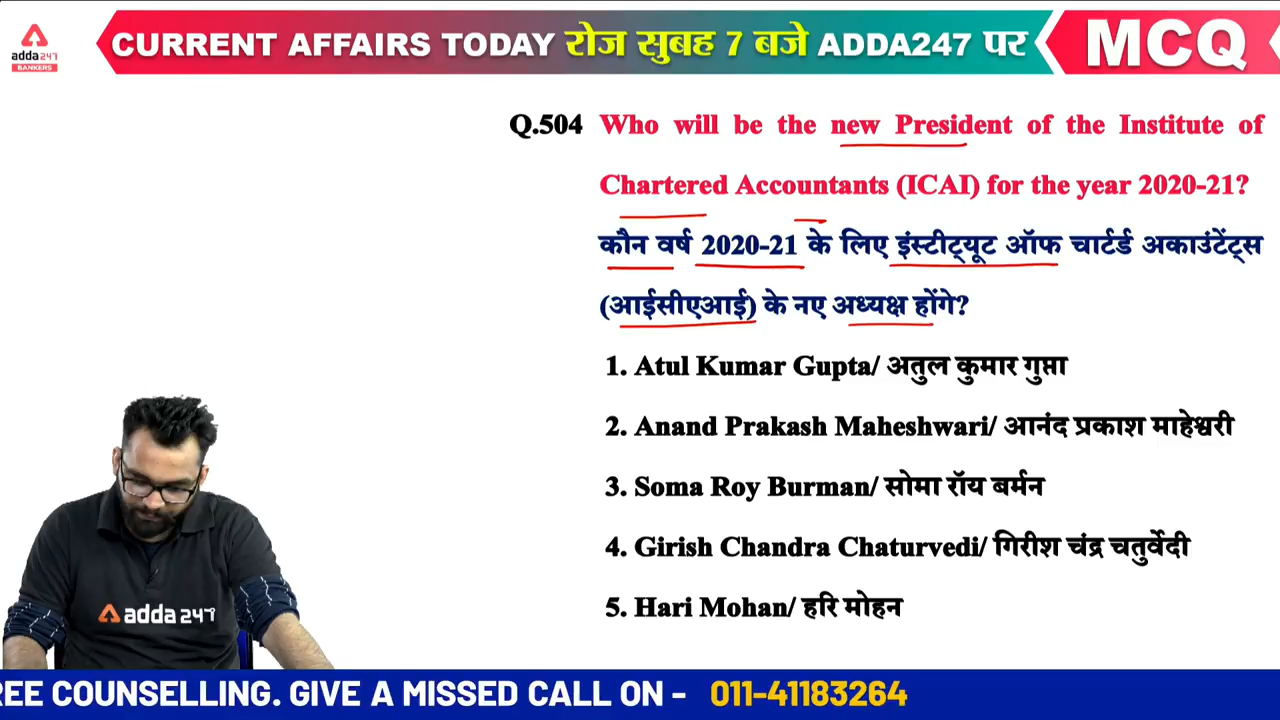 CURRENT AFFAIRS TODAY रोज सुबह 7 बजे ADDA247 पर
MCQ
adda247
BANKERS
Q.504 Who will be the new President of the Institute of
Chartered Accountants (ICAI) for the year 2020-21?
कौन वर्ष 2020-21 के लिए इंस्टीट्यूट ऑफ चार्टर्ड अकाउंटेंट्स
(आईसीएआई) के नए अध्यक्ष होंगे?
1. Atul Kumar Gupta/ अतुल कुमार गुप्ता
2. Anand Prakash Maheshwari/ आनंद प्रकाश माहेश्वरी
3. Soma Roy Burman/ सोमा रॉय बर्मन
4. Girish Chandra Chaturvedi/ गिरीश चंद्र चतुर्वेदी
5. Hari Mohan/ हरि मोहन
adda247
REE COUNSELLING. GIVE A MISSED CALL ON - 011-41183264